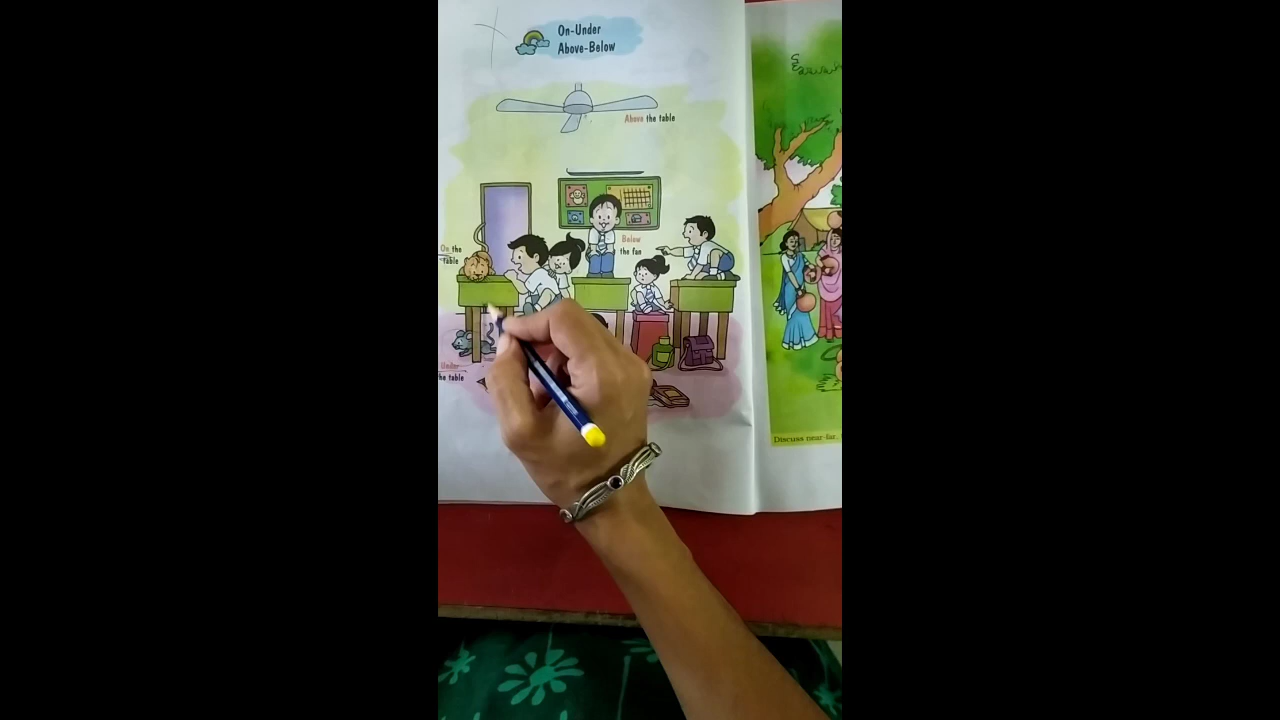 On-Under
Above-Below
Above the table
On the
table
Below
the fan
Under
the table
Discuss near-far,